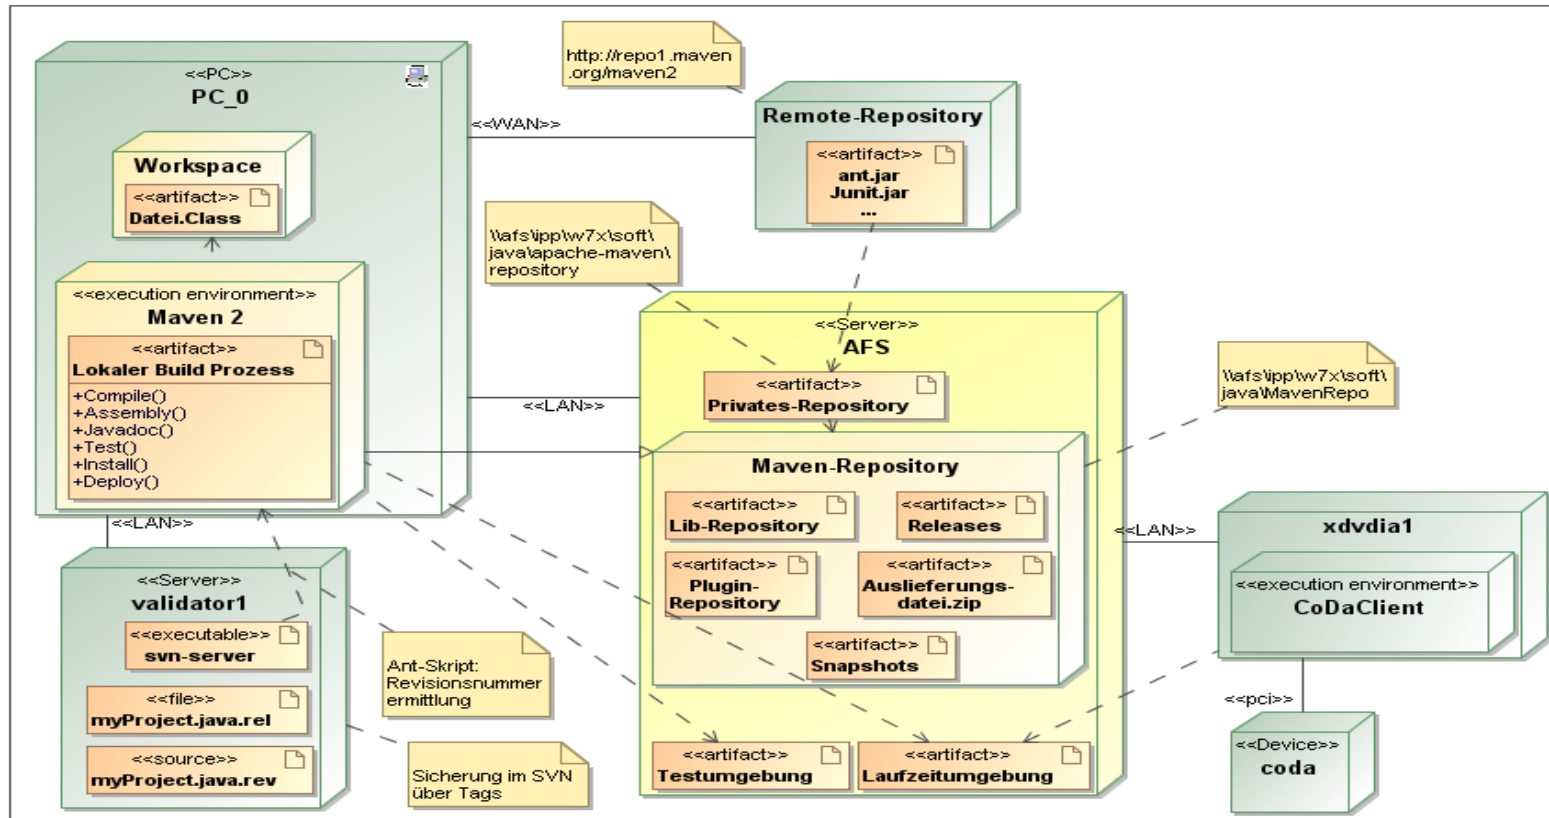 <<PC>>
PC_0
Workspace
<<artifact>>
Datei.Class
<<execution environment>>
Maven 2
<<artifact>>
Lokaler Build Prozess
+Compile()
+Assembly()
+Javadoc()
+Test()
+Install()
+Deploy()
<<WAN>>
http://repo1.maven
.org/maven2
Remote-Repository
<<artifact>>
ant.jar
Junit.jar
...
\\afs\ipp\w7x\soft\
java\apache-maven\
repository
<<LAN>>
<<Server>>
AFS
<<artifact>>
Privates-Repository
Maven-Repository
<<artifact>>
Lib-Repository
<<artifact>>
Releases
<<artifact>>
Plugin-
Repository
<<artifact>>
Auslieferungs-
datei.zip
<<artifact>>
Snapshots
<<artifact>>
Testumgebung
<<artifact>>
Laufzeitumgebung
\\afs\ipp\w7x\soft\
java\MavenRepo
<<LAN>>
xdvdia1
<<execution environment>>
CoDaClient
<<pci>>
<<Device>>
coda
<<LAN>>
<<Server>>
validator1
<<executable>>
svn-server
<<file>>
myProject.java.rel
<<source>>
myProject.java.rev
Ant-Skript:
Revisionsnummer
ermittlung
Sicherung im SVN
über Tags